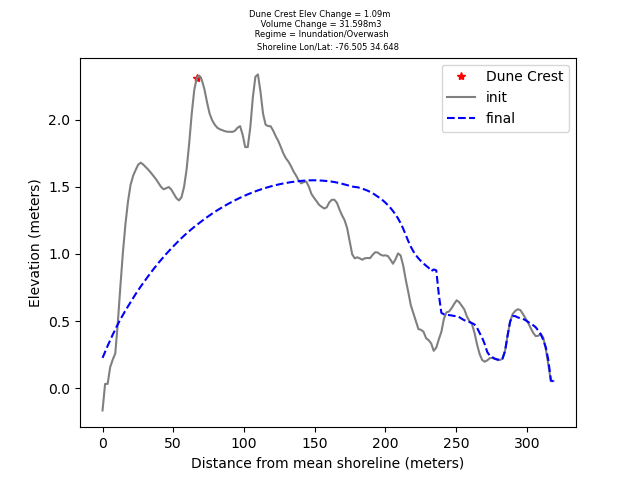 Dune Crest Elev Change = 1.09m
Volume Change = 31.598m3
Regime = Inundation/Overwash
Shoreline Lon/Lat: -76.505 34.648
Dune Crest
init
final
Elevation (meters)
2.0
1.5
1.0
0.5
0.0
0 50 100 150 200 250 300
Distance from mean shoreline (meters)